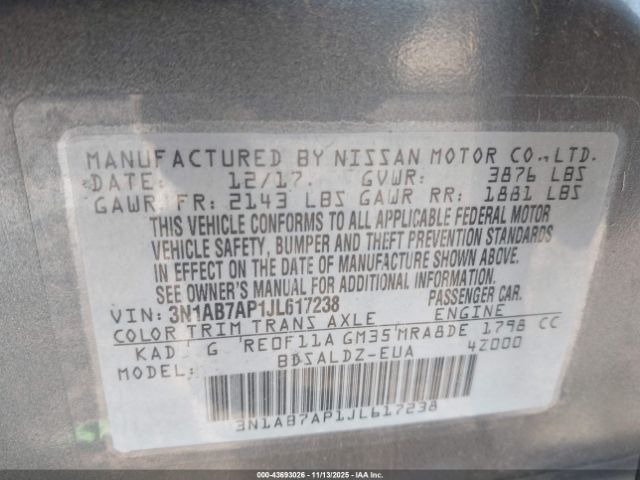 MANUFACTURED BY NISSAN MOTOR CO.,LTD.
DATE: 12/17. GVWR: 3876 LBS
GAWR FR: 2143 LBS GAWR RR: 1881 LBS
THIS VEHICLE CONFORMS TO ALL APPLICABLE FEDERAL MOTOR
VEHICLE SAFETY, BUMPER AND THEFT PREVENTION STANDARDS
IN EFFECT ON THE DATE OF MANUFACTURE SHOWN ABOVE.
SEE OWNER'S MANUAL FOR ADDITIONAL INFORMATION.
VIN: 3N1AB7AP1JL617238 PASSENGER CAR.
COLOR TRIM TRANS AXLE ENGINE
KAD G RE0F11A GM35 MRA8DE 1798 CC
MODEL: BDSALDZ-EUA 4Z000
3N1AB7AP1JL617238
000-43693026 - 11/13/2025 - IAAI.COM